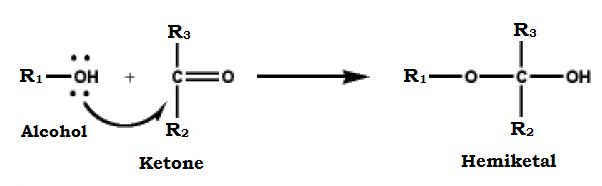 R3 R3
R1 OH + C O R1 O C OH
R2 R2
Alcohol
Ketone Hemiketal